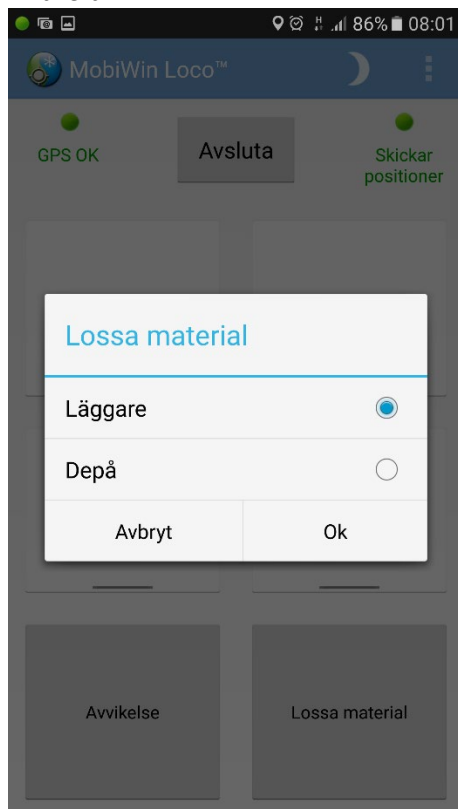 86% 08:01
MobiWin Loco™
GPS OK
Avsluta
Skickar
positioner
Lossa material
Läggare
Depå
Avbryt
Ok
Avvikelse
Lossa material